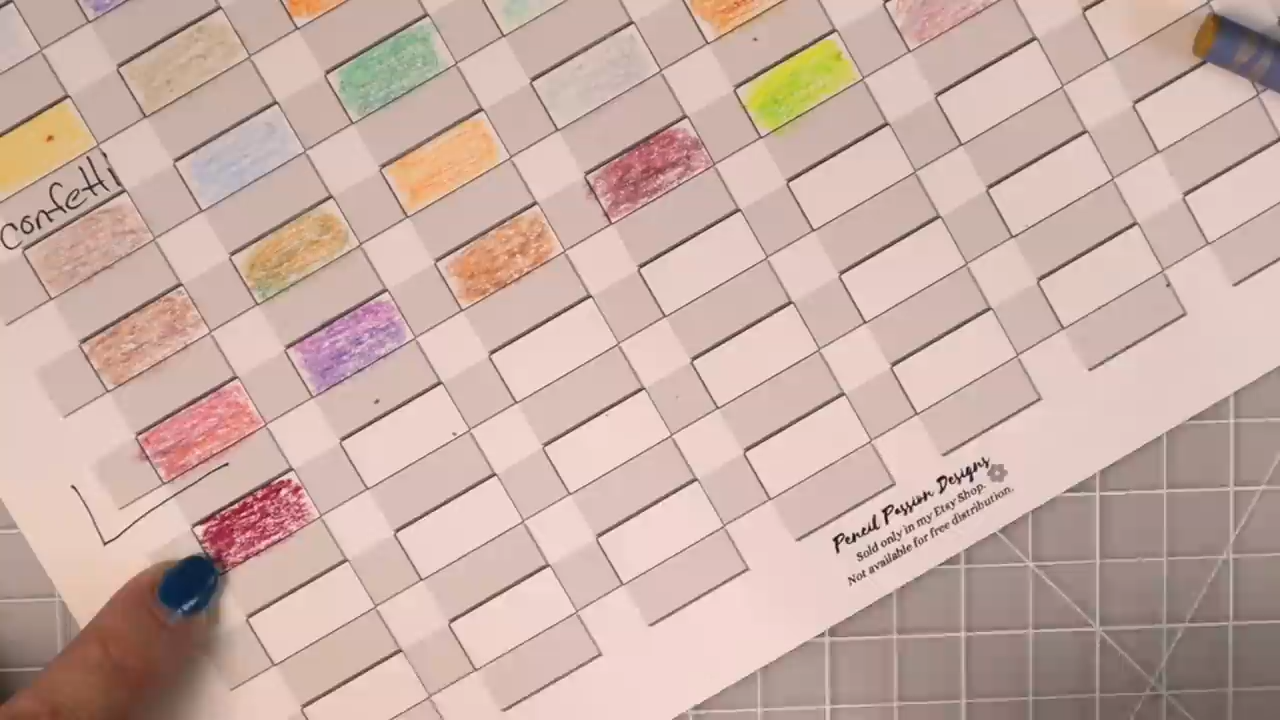 confetti
Pencil Passion Designs
Sold only in my Etsy Shop.
Not available for free distribution.